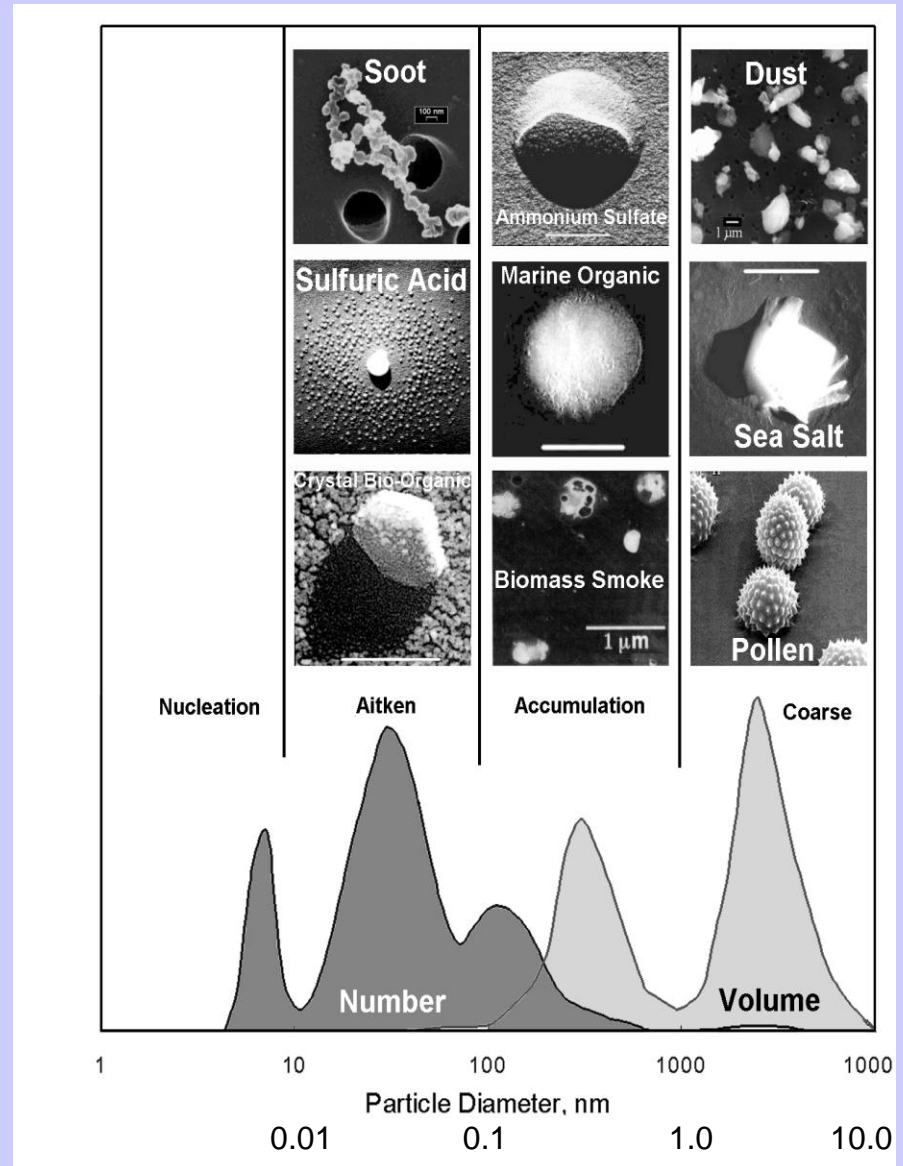 Soot
100 nm
Ammonium Sulfate
Dust
1 µm
Sulfuric Acid
Marine Organic
Sea Salt
Crystal Bio-Organic
Biomass Smoke
1 µm
Pollen
Nucleation
Aitken
Accumulation
Coarse
Number
Volume
1 10 100 1000 1000
Particle Diameter, nm
0.01 0.1 1.0 10.0